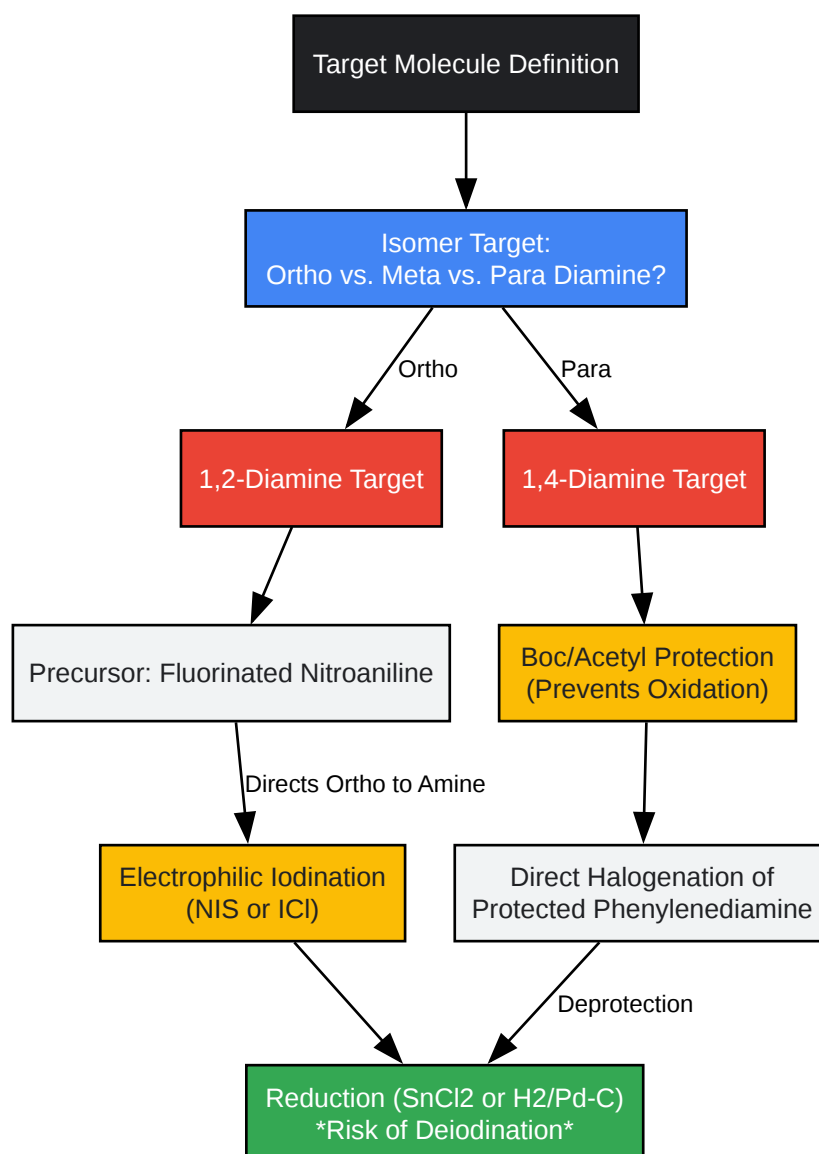 Target Molecule Definition
Isomer Target:
Ortho vs. Meta vs. Para Diamine?
Ortho
Para
1,2-Diamine Target
1,4-Diamine Target
Precursor: Fluorinated Nitroaniline
Boc/Acetyl Protection
(Prevents Oxidation)
Directs Ortho to Amine
Electrophilic Iodination
(NIS or ICl)
Direct Halogenation of
Protected Phenylenediamine
Deprotection
Reduction (SnCl2 or H2/Pd-C)
*Risk of Deiodination*